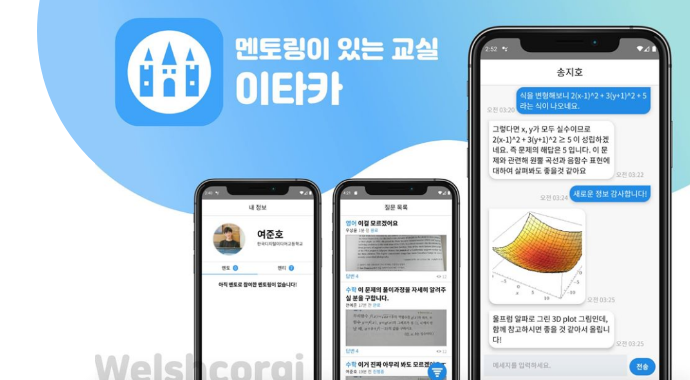 멘토링이 있는 교실
이타카
2:52
송지호
식을 변형해보니 2(x-1)^2 + 3(y+1)^2 + 5
라는 식이 나오네요.
오전 03:20
그렇다면 x, y가 모두 실수이므로
2(x-1)^2 + 3(y+1)^2 ≥ 5 이 성립하겠
네요. 즉 문제의 해답은 5 입니다. 이 문
제와 관련해 원뿔 곡선과 음함수 표현에
대하여 살펴봐도 좋을것 같아요
오전 03:22
오전 03:24
새로운 정보 감사합니다!
오전 03:25
울프람 알파로 그린 3D plot 그림인데,
함께 참고하시면 좋을 것 같아서 올립니
다!
오전 03:25
메세지를 입력하세요.
전송
내 정보
여준호
한국디지털미디어고등학교
멘토
멘티
아직 멘토로 참여한 멘토링이 없습니다!
질문 목록
영어 이걸 모르겠어요
답변 4
수학 이 문제의 풀이과정을 자세히 알려주
실 분을 구합니다.
답변 4
수학 이거 진짜 아무리 봐도 모르겠
Welshcorgi